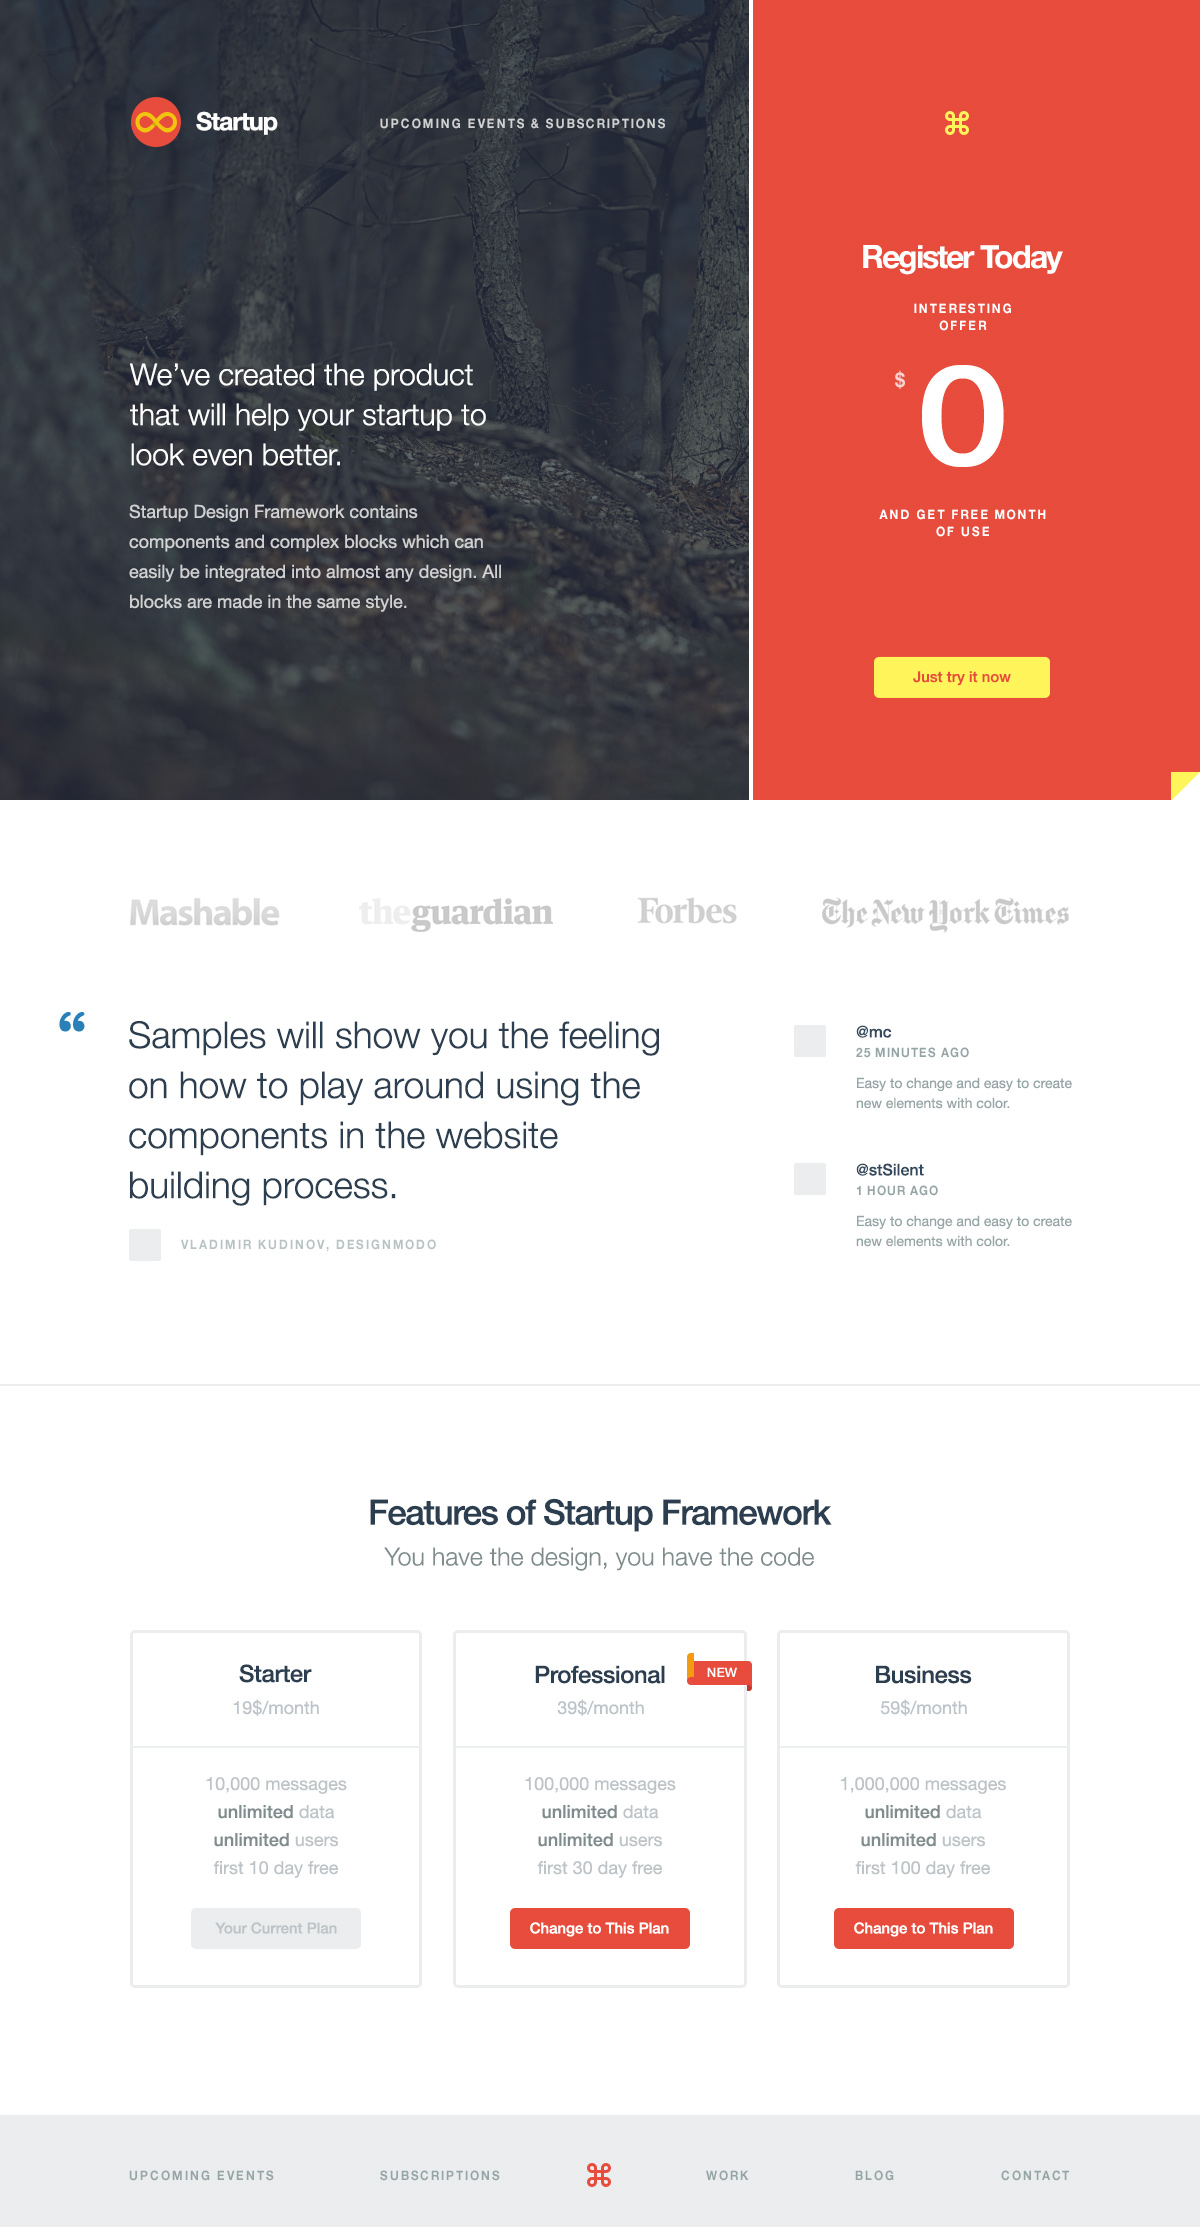 Startup
UPCOMING EVENTS & SUBSCRIPTIONS
We’ve created the product
that will help your startup to
look even better.
Startup Design Framework contains
components and complex blocks which can
easily be integrated into almost any design. All
blocks are made in the same style.
⌘
Register Today
INTERESTING
OFFER
$ 0
AND GET FREE MONTH
OF USE
Just try it now
Mashable
theguardian
Forbes
The New York Times
“
Samples will show you the feeling
on how to play around using the
components in the website
building process.
VLADIMIR KUDINOV, DESIGNMODO
@mc
25 MINUTES AGO
Easy to change and easy to create
new elements with color.
@stSilent
1 HOUR AGO
Easy to change and easy to create
new elements with color.
Features of Startup Framework
You have the design, you have the code
Starter
19$/month
10,000 messages
unlimited data
unlimited users
first 10 day free
Your Current Plan
Professional
NEW
39$/month
100,000 messages
unlimited data
unlimited users
first 30 day free
Change to This Plan
Business
59$/month
1,000,000 messages
unlimited data
unlimited users
first 100 day free
Change to This Plan
UPCOMING EVENTS
SUBSCRIPTIONS
⌘
WORK
BLOG
CONTACT